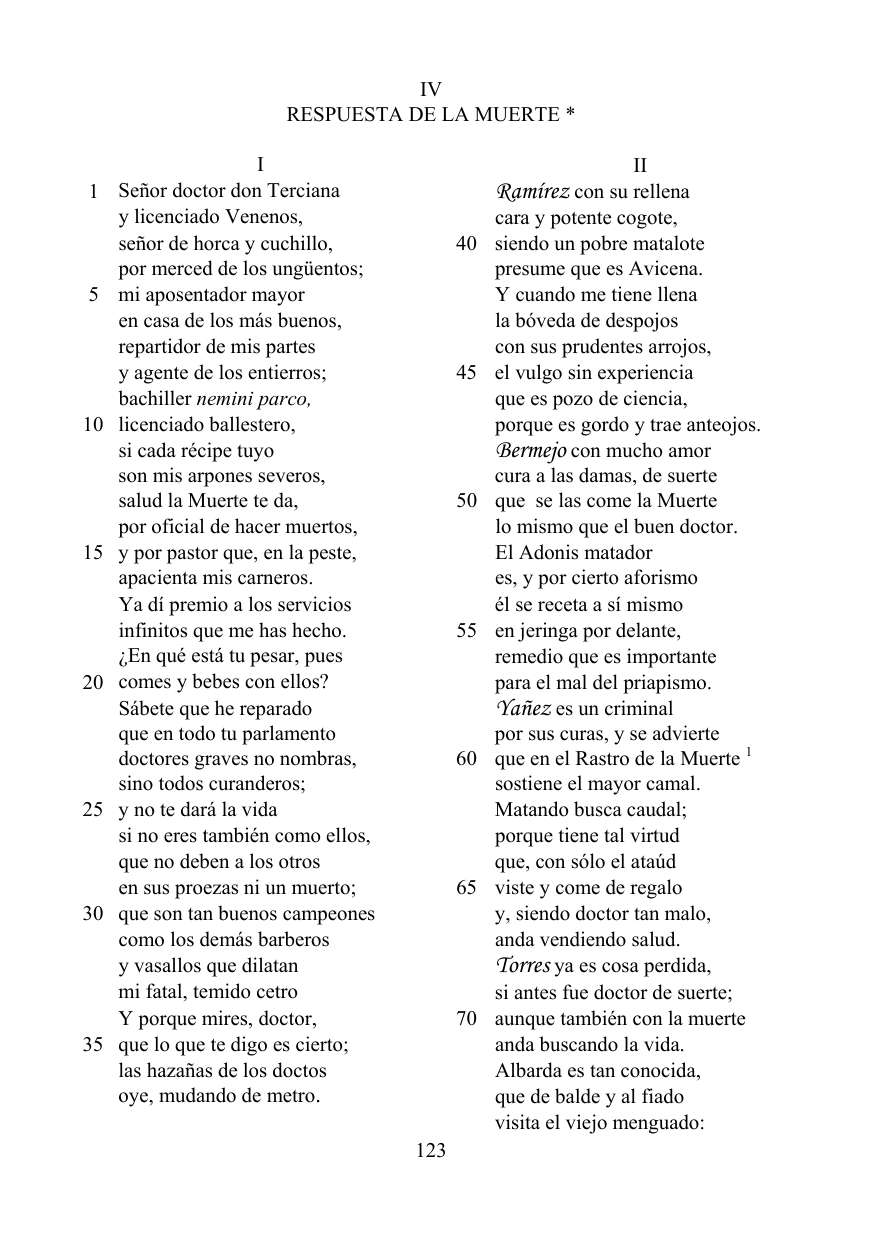 IV
RESPUESTA DE LA MUERTE *
I
1 Señor doctor don Terciana
y licenciado Venenos,
señor de horca y cuchillo,
por merced de los ungüentos;
5 mi aposentador mayor
en casa de los más buenos,
repartidor de mis partes
y agente de los entierros;
bachiller nemini parco,
10 licenciado ballestero,
si cada récipe tuyo
son mis arpones severos,
salud la Muerte te da,
por oficial de hacer muertos,
15 y por pastor que, en la peste,
apacienta mis carneros.
Ya dí premio a los servicios
infinitos que me has hecho.
¿En qué está tu pesar, pues
20 comes y bebes con ellos?
Sábete que he reparado
que en todo tu parlamento
doctores graves no nombras,
sino todos curanderos;
25 y no te dará la vida
si no eres también como ellos,
que no deben a los otros
en sus proezas ni un muerto;
30 que son tan buenos campeones
como los demás barberos
y vasallos que dilatan
mi fatal, temido cetro
Y porque mires, doctor,
35 que lo que te digo es cierto;
las hazañas de los doctos
oye, mudando de metro.
II
Ramírez con su rellena
cara y potente cogote,
40 siendo un pobre matalote
presume que es Avicena.
Y cuando me tiene llena
la bóveda de despojos
con sus prudentes arrojos,
45 el vulgo sin experiencia
que es pozo de ciencia,
porque es gordo y trae anteojos.
Bermejo con mucho amor
cura a las damas, de suerte
50 que se las come la Muerte
lo mismo que el buen doctor.
El Adonis matador
es, y por cierto aforismo
él se receta a sí mismo
55 en jeringa por delante,
remedio que es importante
para el mal del priapismo.
Yañez es un criminal
por sus curas, y se advierte
60 que en el Rastro de la Muerte 1
sostiene el mayor camal.
Matando busca caudal;
porque tiene tal virtud
que, con sólo el ataúd
65 viste y come de regalo
y, siendo doctor tan malo,
anda vendiendo salud.
Torres ya es cosa perdida,
si antes fue doctor de suerte;
70 aunque también con la muerte
anda buscando la vida.
Albarda es tan conocida,
que de balde y al fiado
visita el viejo menguado:
123